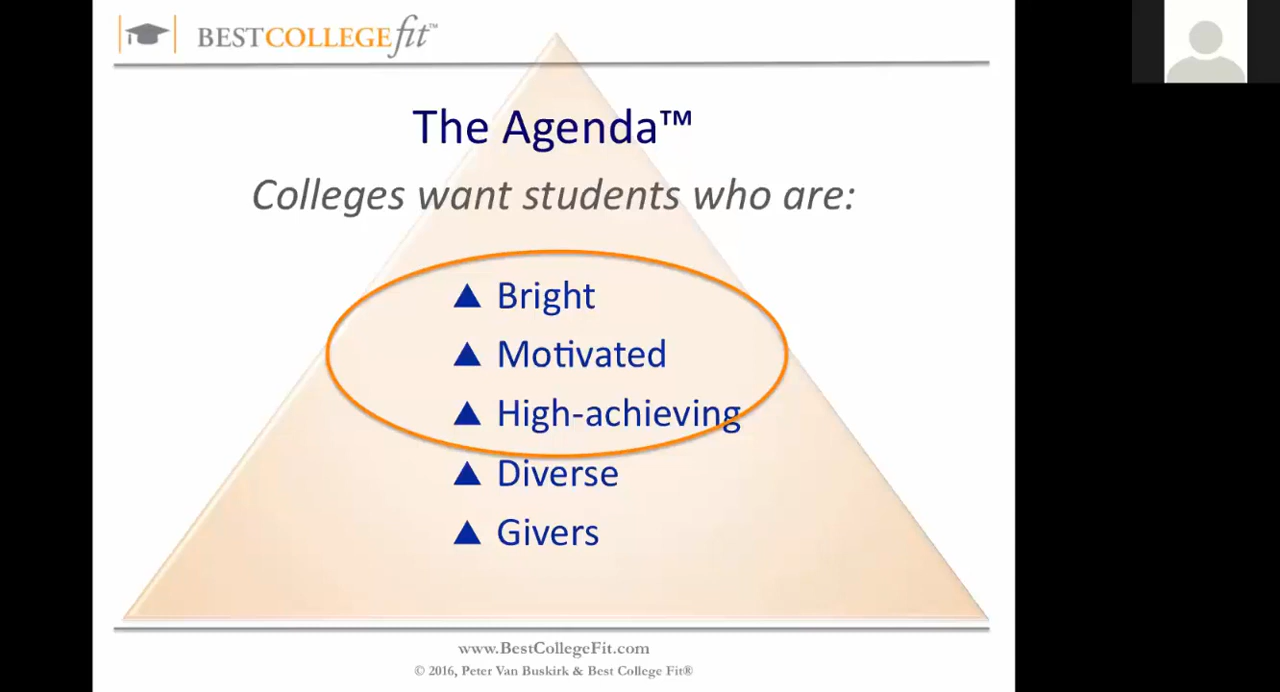 BESTCOLLEGEfit™
The Agenda™
Colleges want students who are:
▲ Bright
▲ Motivated
▲ High-achieving
▲ Diverse
▲ Givers
www.BestCollegeFit.com
© 2016, Peter Van Buskirk & Best College Fit®